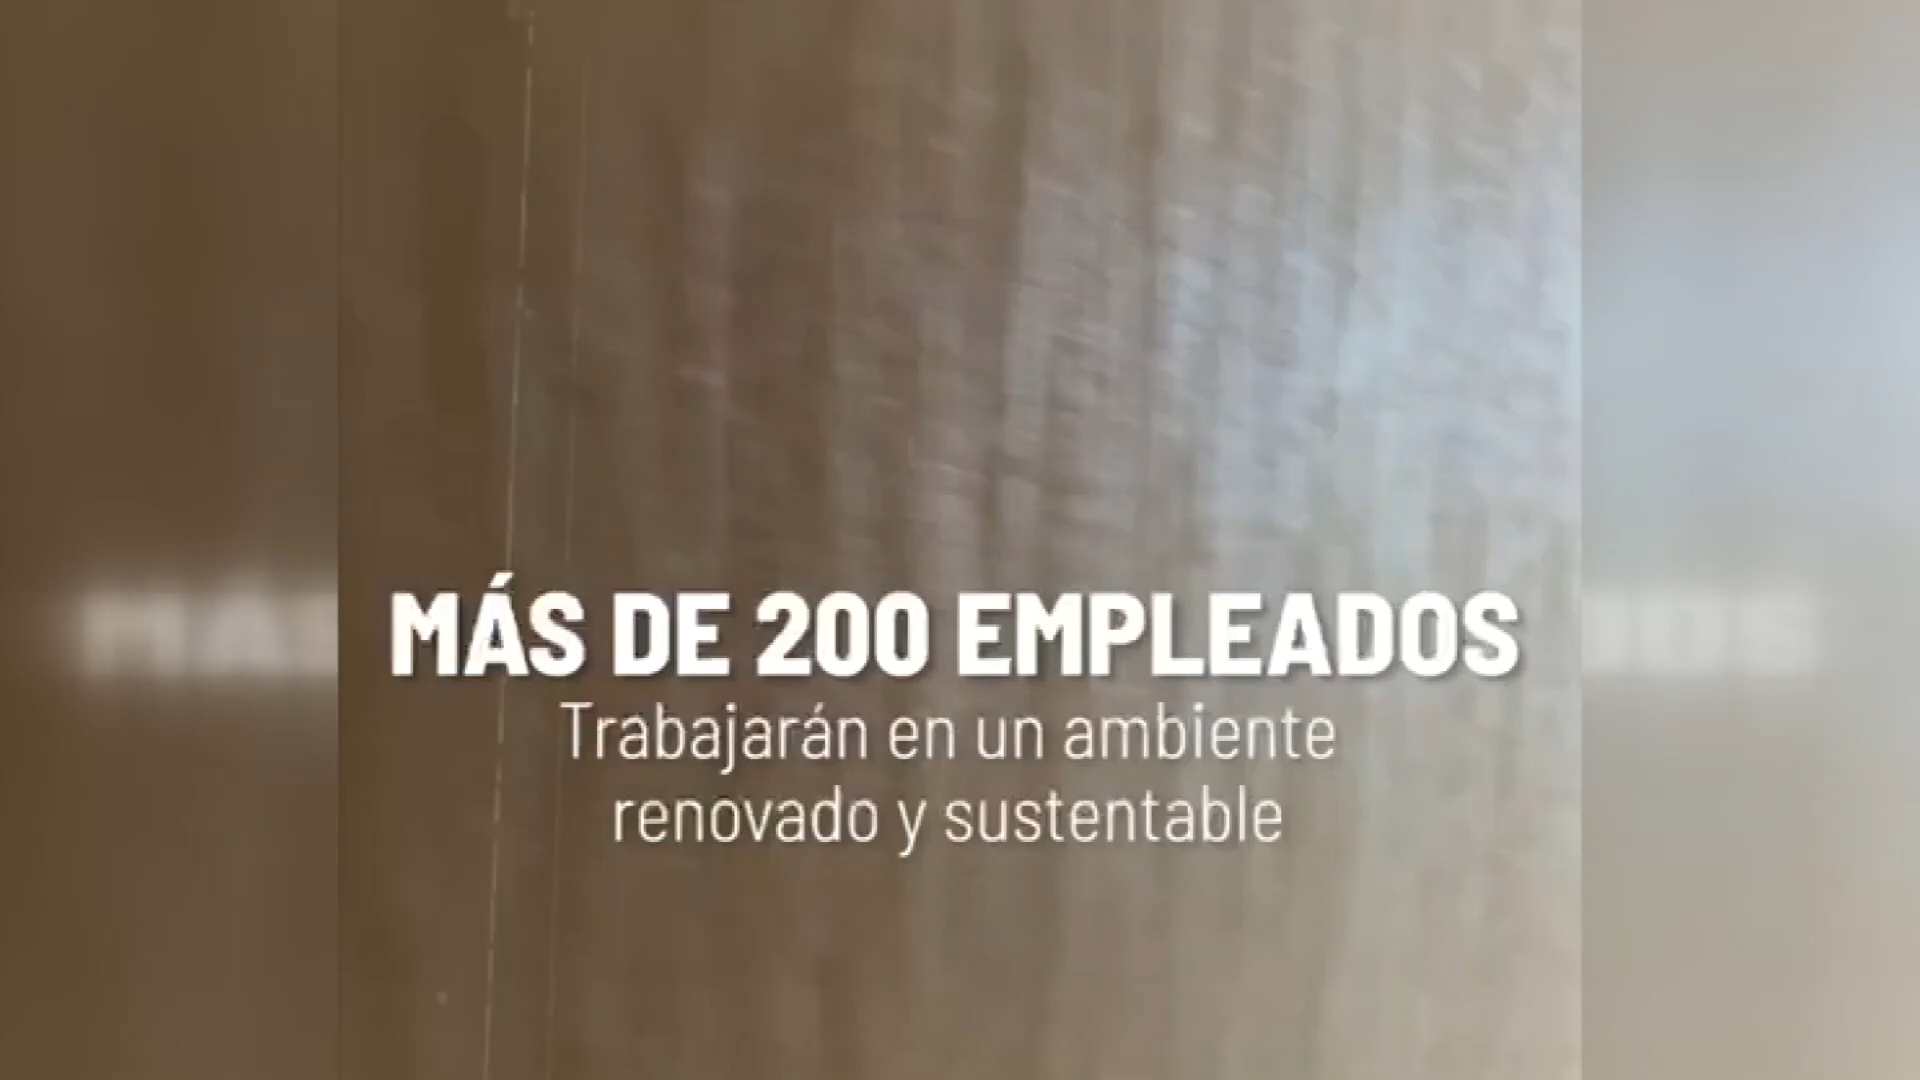 MÁS DE 200 EMPLEADOS
Trabajarán en un ambiente
renovado y sustentable